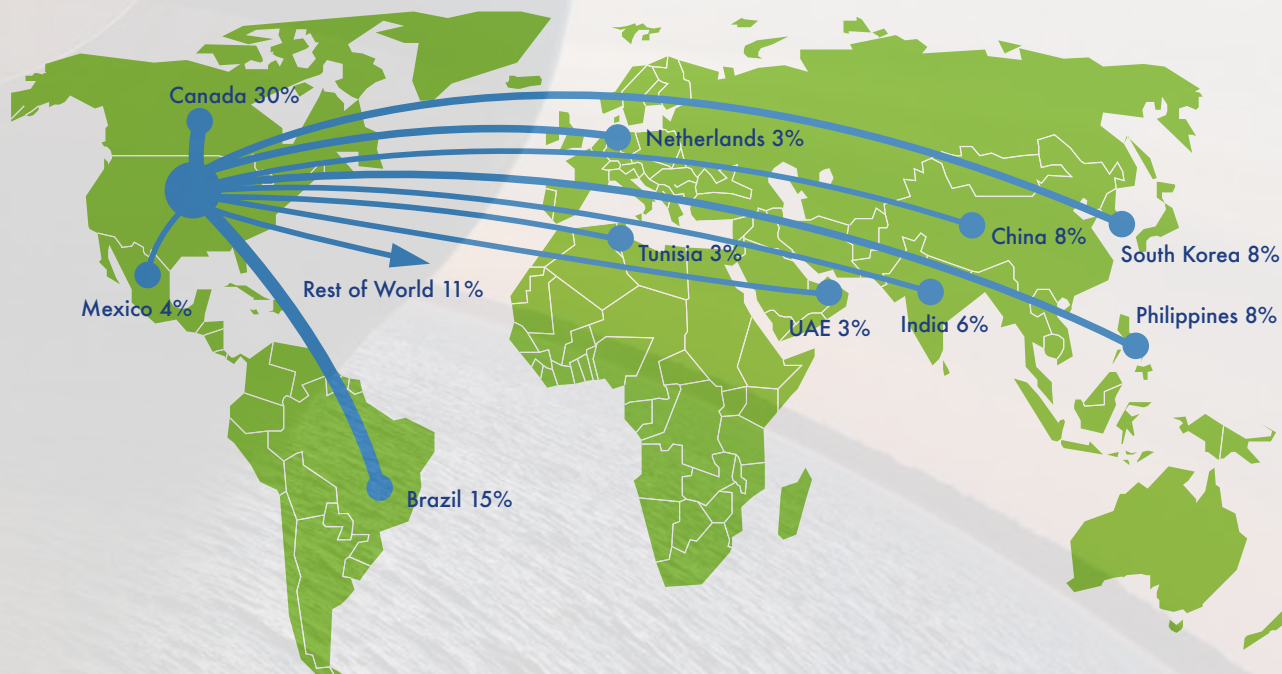 Canada 30%
Netherlands 3%
China 8%
South Korea 8%
Tunisia 3%
Rest of World 11%
Mexico 4%
UAE 3%
India 6%
Philippines 8%
Brazil 15%